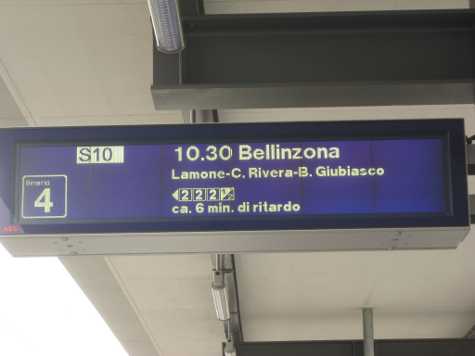 S10 10.30 Bellinzona
Lamone-C. Rivera-B. Giubiasco
Binario
4
2 2 2
ca. 6 min. di ritardo